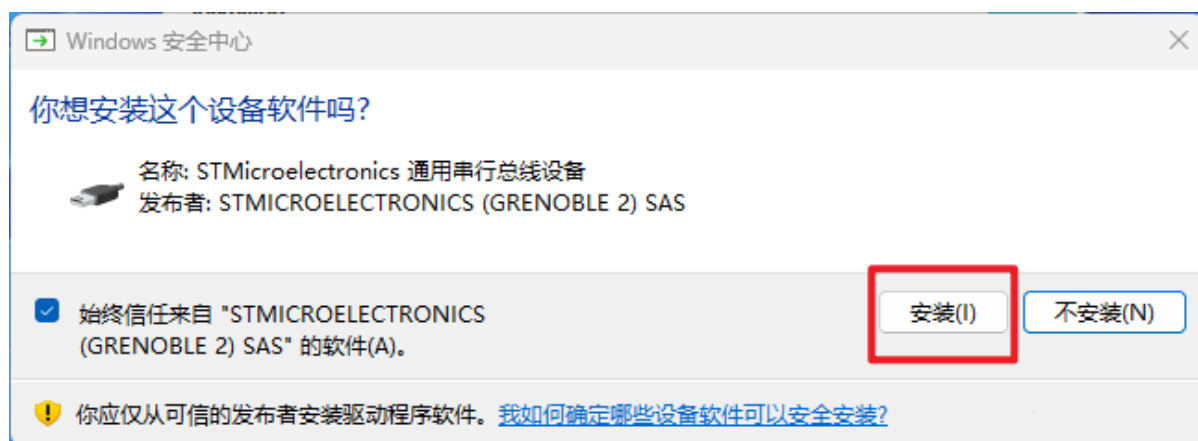 Windows 安全中心
你想安装这个设备软件吗?
名称: STMicroelectronics 通用串行总线设备
发布者: STMICROELECTRONICS (GRENOBLE 2) SAS
始终信任来自 "STMICROELECTRONICS
(GRENOBLE 2) SAS" 的软件(A)。
安装(I)
不安装(N)
你应仅从可信的发布者安装驱动程序软件。我如何确定哪些设备软件可以安全安装?